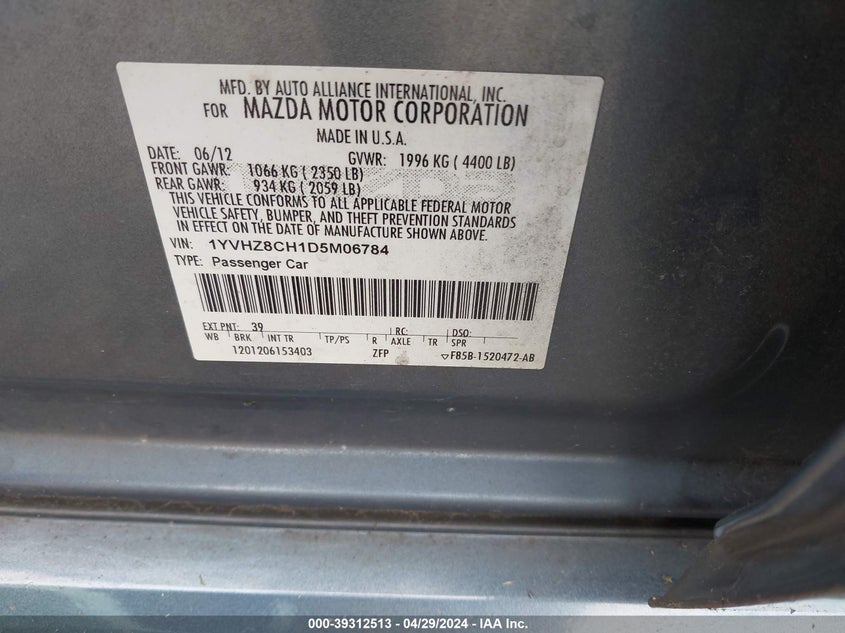 MFD. BY AUTO ALLIANCE INTERNATIONAL, INC.
FOR MAZDA MOTOR CORPORATION
MADE IN U.S.A.
DATE: 06/12 GVWR: 1996 KG ( 4400 LB)
FRONT GAWR: 1066 KG ( 2350 LB)
REAR GAWR: 934 KG ( 2059 LB)
THIS VEHICLE CONFORMS TO ALL APPLICABLE FEDERAL MOTOR
VEHICLE SAFETY, BUMPER, AND THEFT PREVENTION STANDARDS
IN EFFECT ON THE DATE OF MANUFACTURE SHOWN ABOVE.
VIN: 1YVHZ8CH1D5M06784
TYPE: Passenger Car
EXT PNT: 39 RC: DSO:
WB BRK INT TR TP/PS R AXLE TR SPR
1201206153403 ZFP F85B-1520472-AB
000-39312513 - 04/29/2024 - IAA Inc.